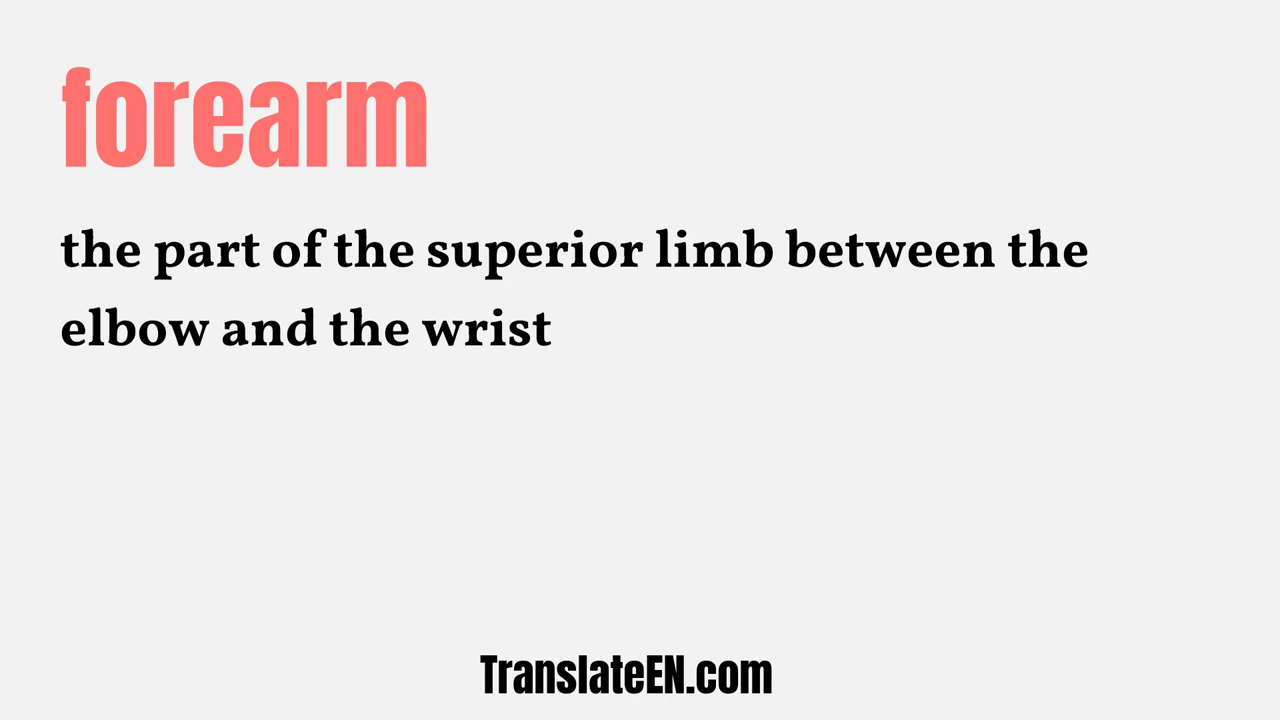 forearm
the part of the superior limb between the
elbow and the wrist
TranslateEN.com